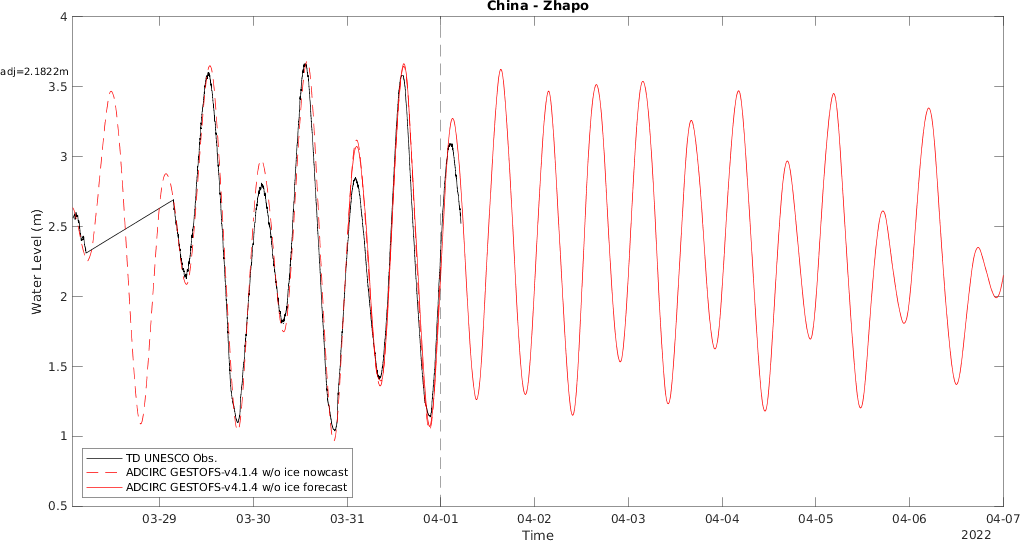 China - Zhapo
adj=2.1822m
4
3.5
3
2.5
2
1.5
1
0.5
Water Level (m)
TD UNESCO Obs.
ADCIRC GESTOFS-v4.1.4 w/o ice nowcast
ADCIRC GESTOFS-v4.1.4 w/o ice forecast
03-29 03-30 03-31 04-01 04-02 04-03 04-04 04-05 04-06 04-07
Time
2022